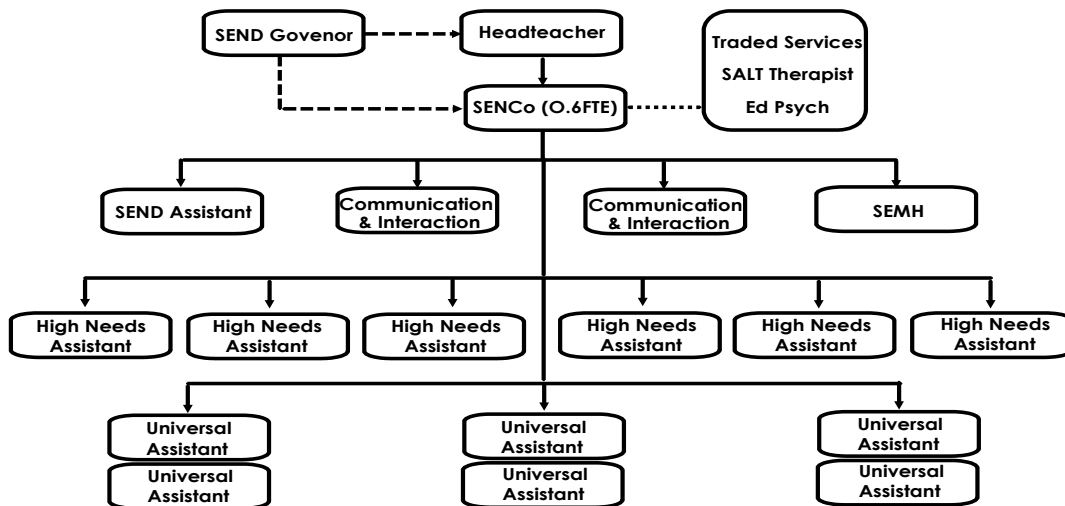 SEND Govenor
Headteacher
Traded Services
SALT Therapist
Ed Psych
SENCo (O.6FTE)
SEND Assistant
Communication
& Interaction
Communication
& Interaction
SEMH
High Needs
Assistant
High Needs
Assistant
High Needs
Assistant
High Needs
Assistant
High Needs
Assistant
High Needs
Assistant
Universal
Assistant
Universal
Assistant
Universal
Assistant
Universal
Assistant
Universal
Assistant
Universal
Assistant